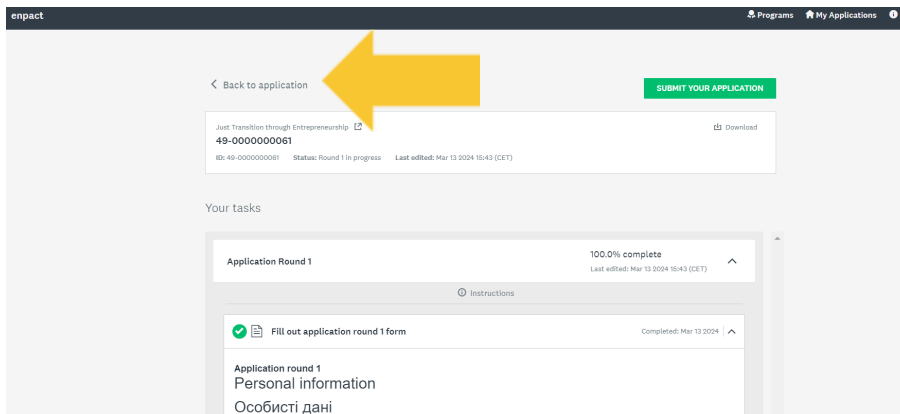 enpact
Programs My Applications
Back to application
SUBMIT YOUR APPLICATION
Just Transition through Entrepreneurship
Download
49-0000000061
ID: 49-0000000061 Status: Round 1 in progress Last edited: Mar 13 2024 15:43 (CET)
Your tasks
Application Round 1
100.0% complete
Last edited: Mar 13 2024 15:43 (CET)
Instructions
Fill out application round 1 form
Completed: Mar 13 2024
Application round 1
Personal information
Особисті дані